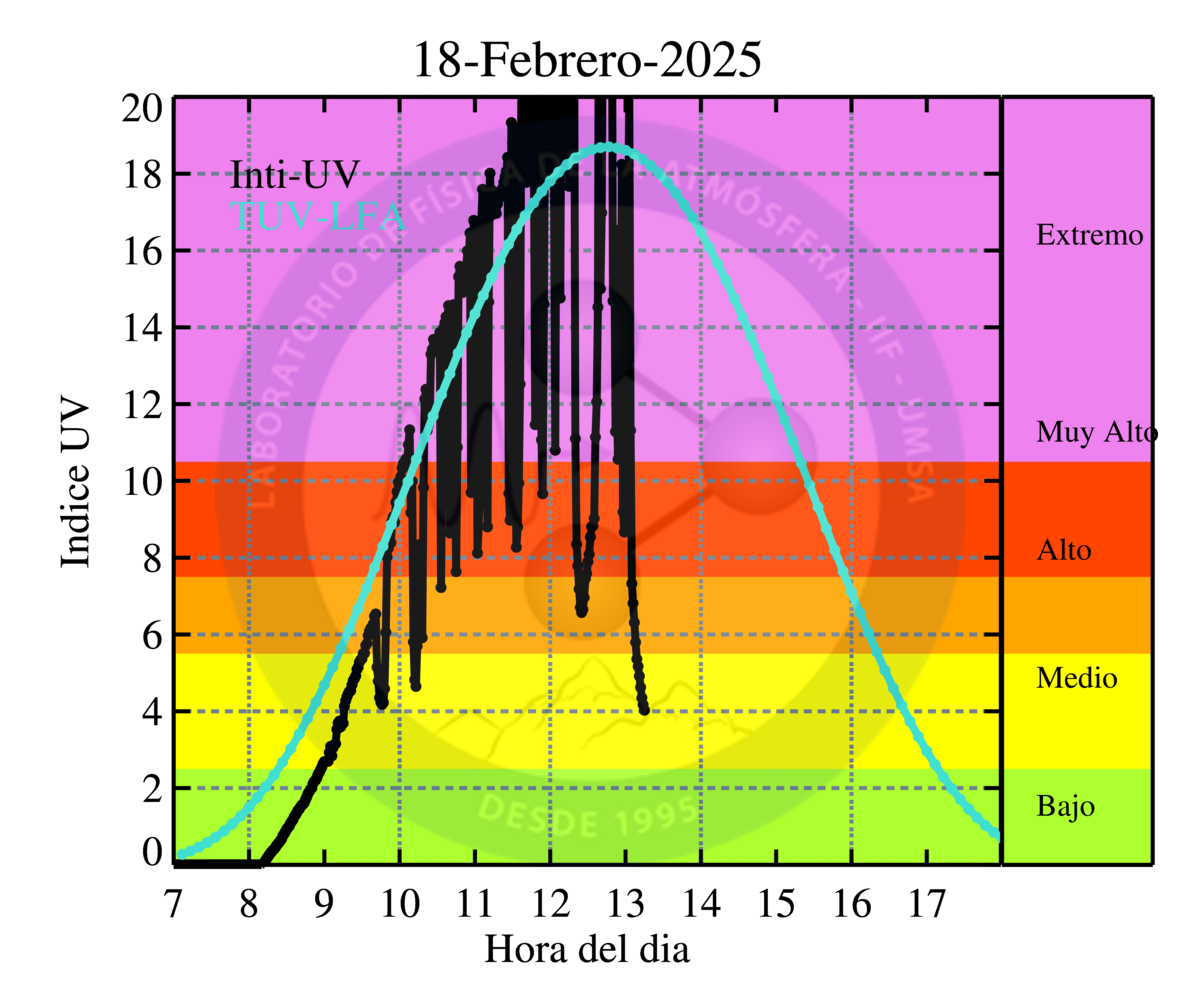 18-Febrero-2025
20
18
16
14
12
10
8
6
4
2
0
Indice UV
Inti-UV
TUV-LFA
LABORATORIO DE FÍSICA DE LA ATMÓSFERA - IIF - UMSA
DESDE 1995
Extremo
Muy Alto
Alto
Medio
Bajo
7 8 9 10 11 12 13 14 15 16 17
Hora del dia